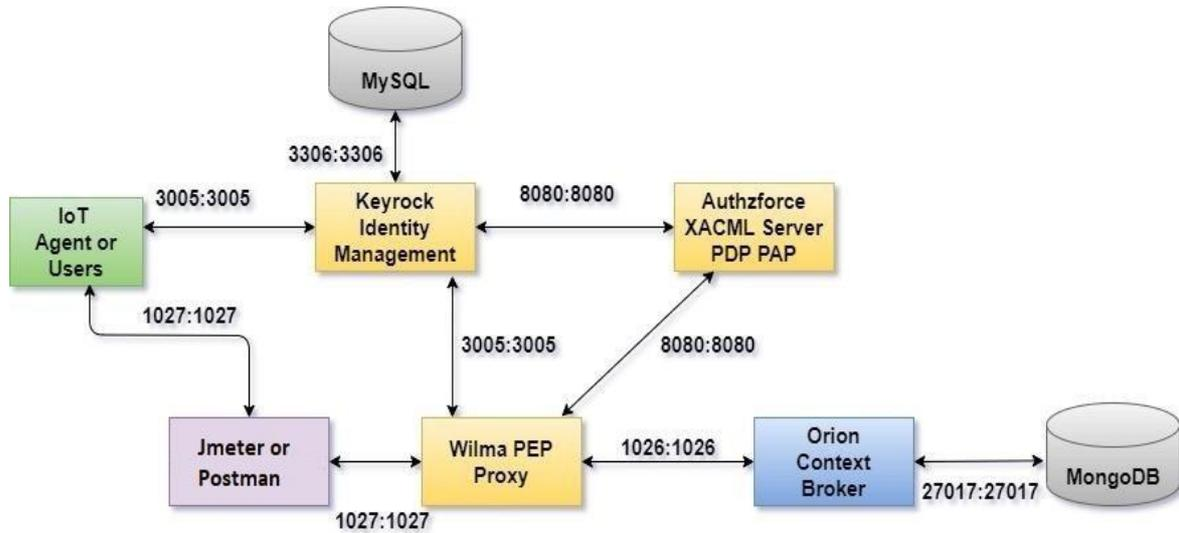 MySQL
3306:3306
3005:3005
Keyrock
Identity
Management
8080:8080
Authzforce
XACML Server
PDP PAP
IoT
Agent or
Users
1027:1027
3005:3005
8080:8080
Jmeter or
Postman
1027:1027
Wilma PEP
Proxy
1026:1026
Orion
Context
Broker
27017:27017
MongoDB